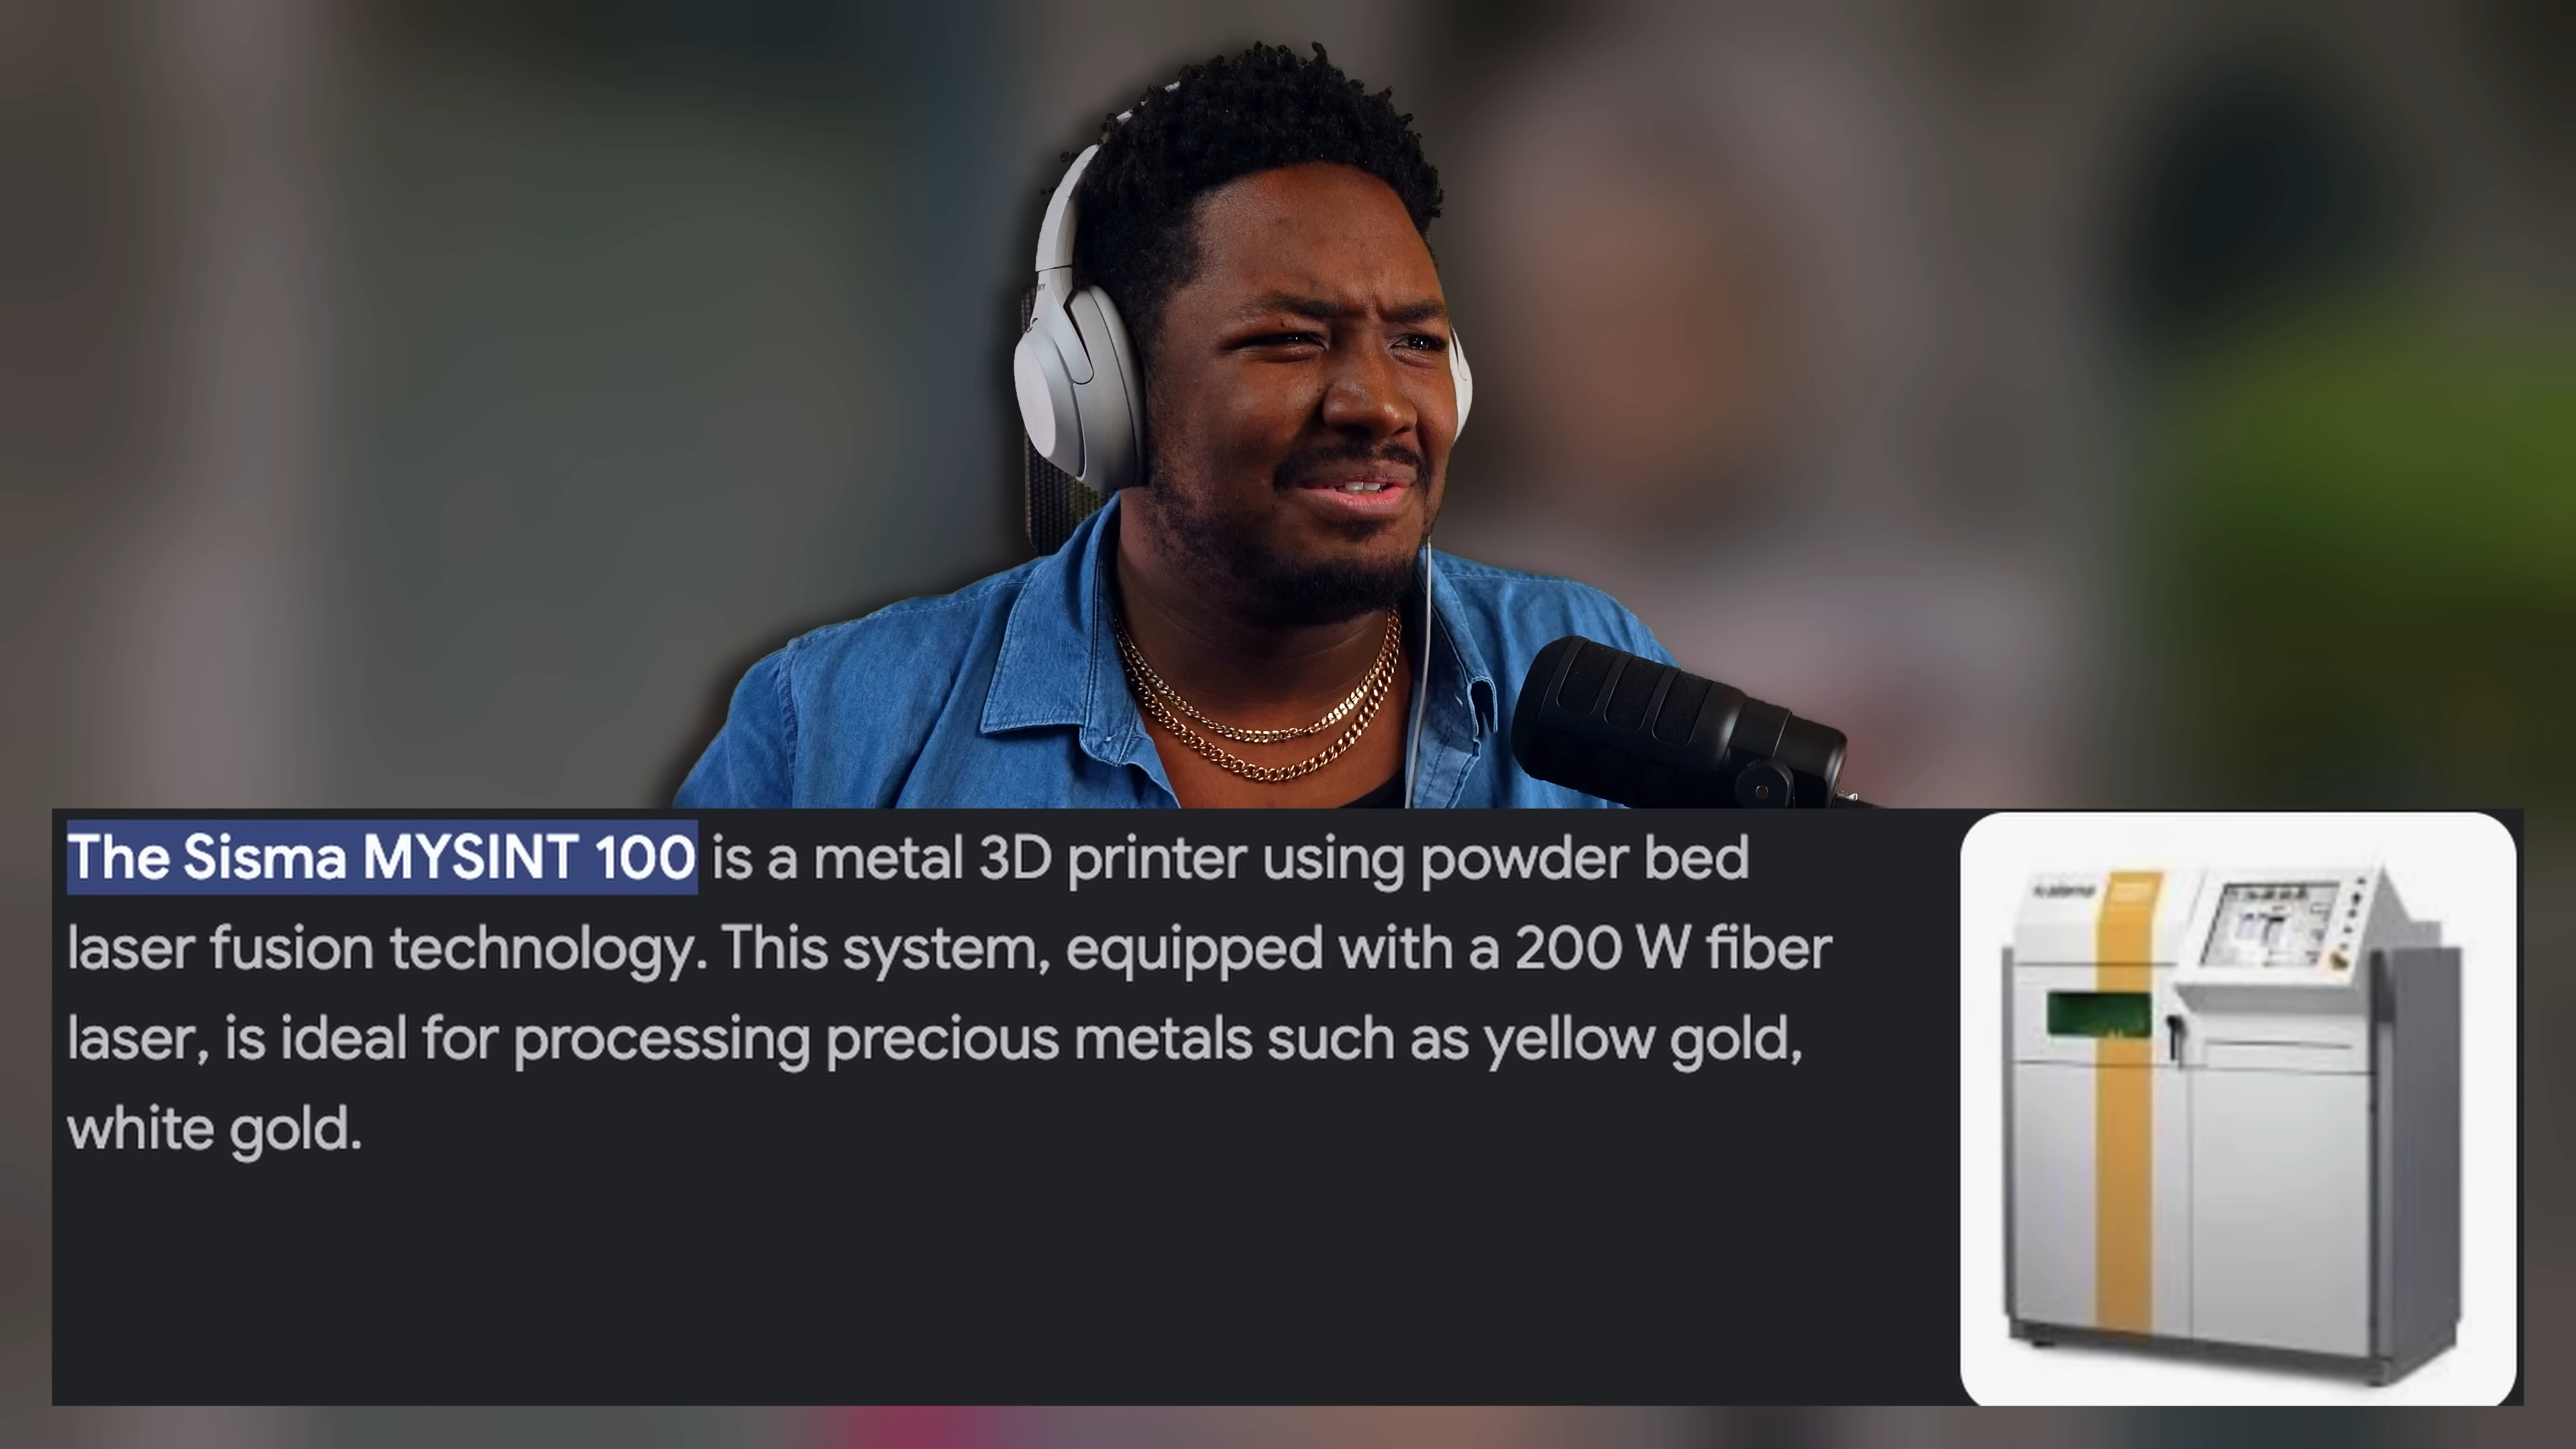 The Sisma MYSINT 100 is a metal 3D printer using powder bed
laser fusion technology. This system, equipped with a 200 W fiber
laser, is ideal for processing precious metals such as yellow gold,
white gold.